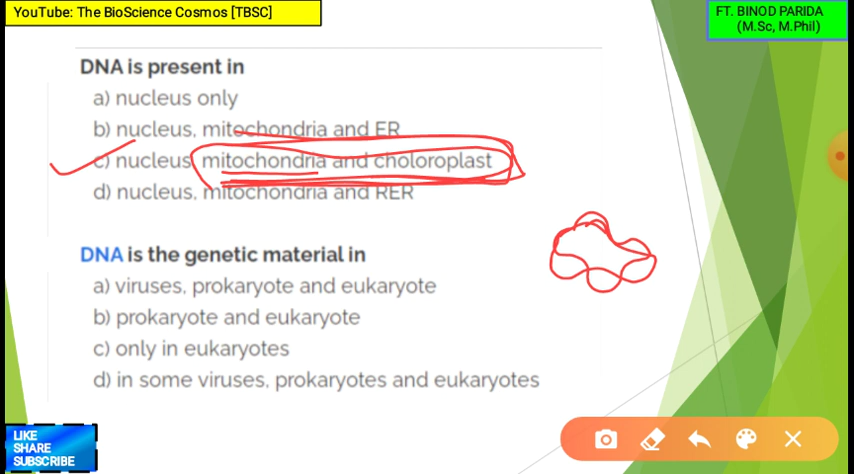 YouTube: The BioScience Cosmos [TBSC]
FT. BINOD PARIDA
(M.Sc, M.Phil)
DNA is present in
a) nucleus only
b) nucleus, mitochondria and ER
c) nucleus, mitochondria and choloroplast
d) nucleus, mitochondria and RER
DNA is the genetic material in
a) viruses, prokaryote and eukaryote
b) prokaryote and eukaryote
c) only in eukaryotes
d) in some viruses, prokaryotes and eukaryotes
LIKE
SHARE
SUBSCRIBE